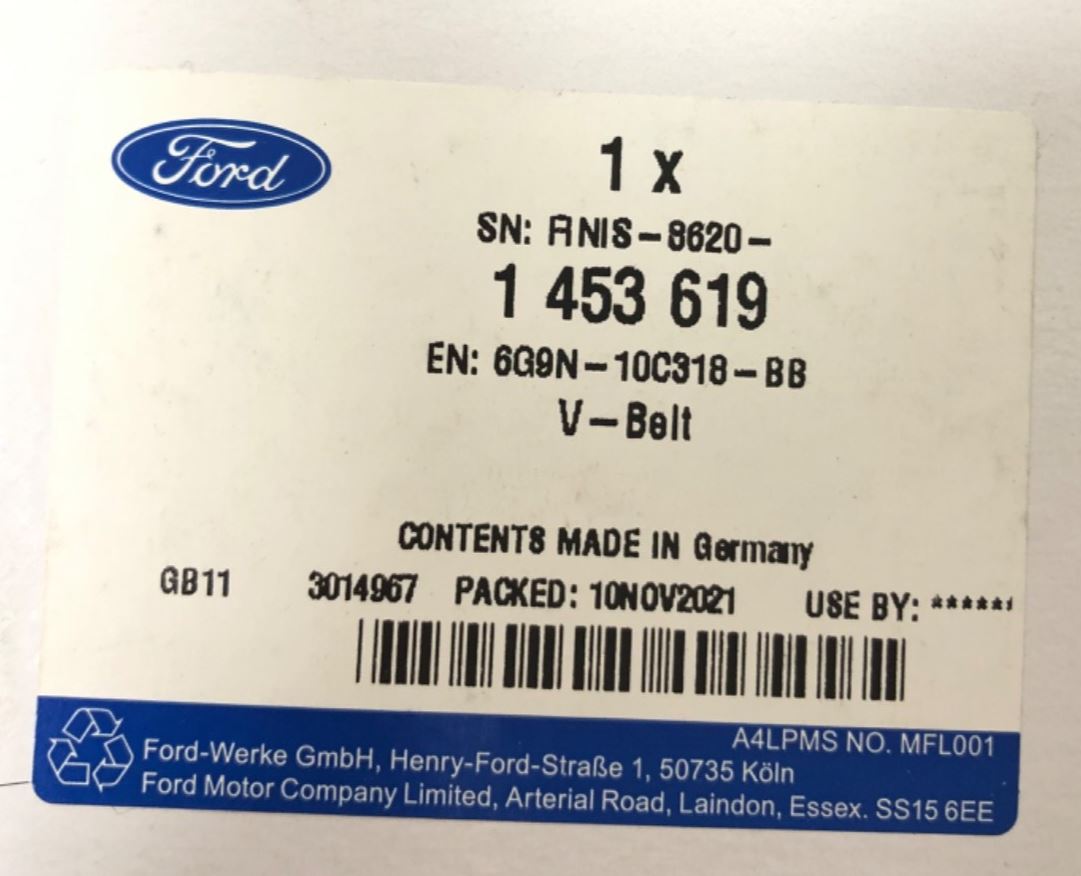 Ford
1 x
SN: FINIS-8620-
1 453 619
EN: 6G9N-10C318-BB
V-Belt
CONTENTS MADE IN Germany
GB11 3014967 PACKED: 10NOV2021 USE BY: ******
A4LPMS NO. MFL001
Ford-Werke GmbH, Henry-Ford-Straße 1, 50735 Köln
Ford Motor Company Limited, Arterial Road, Laindon, Essex. SS15 6EE